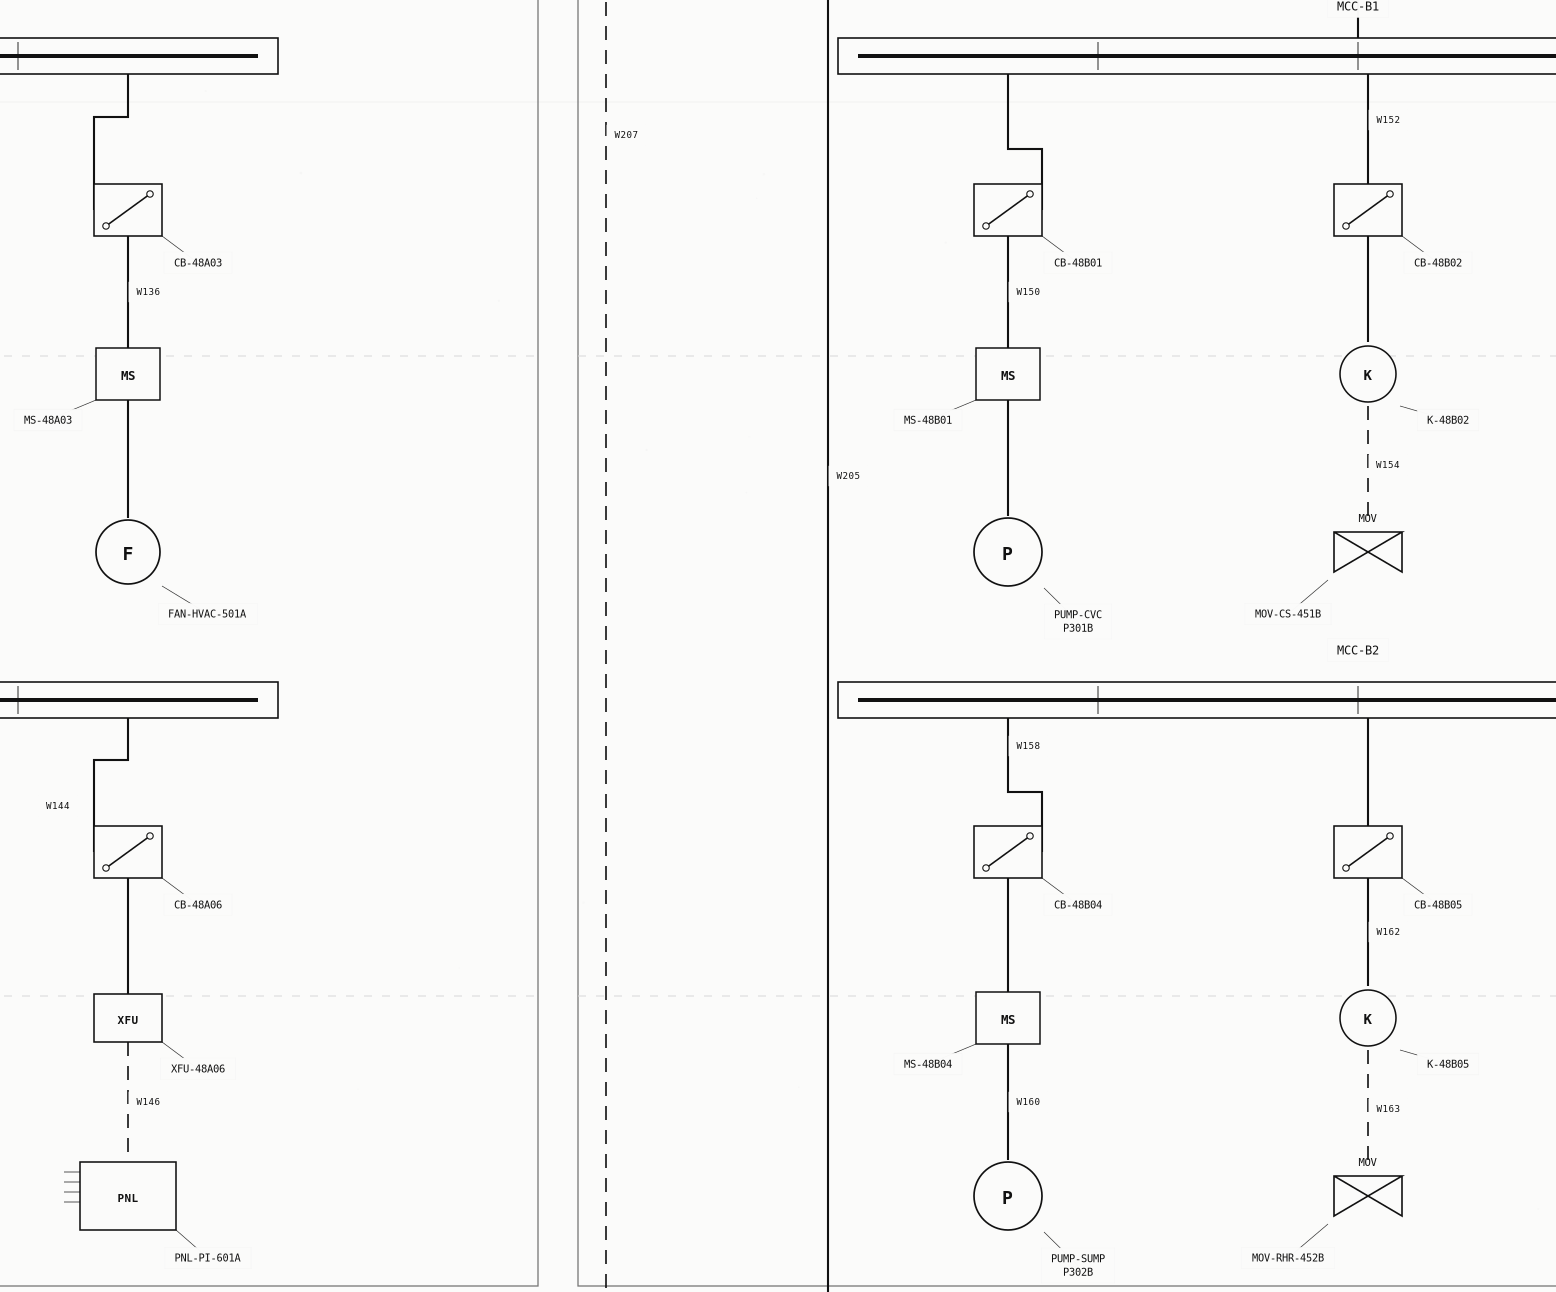 MCC-B1
W152
W207
CB-48A03
CB-48B01
CB-48B02
W136
W150
MS
MS
K
MS-48A03
MS-48B01
K-48B02
W154
W205
MOV
F
P
FAN-HVAC-501A
PUMP-CVC
P301B
MOV-CS-451B
MCC-B2
W158
W144
CB-48A06
CB-48B04
CB-48B05
W162
XFU
MS
K
XFU-48A06
MS-48B04
K-48B05
W146
W160
W163
MOV
PNL
P
PNL-PI-601A
PUMP-SUMP
P302B
MOV-RHR-452B